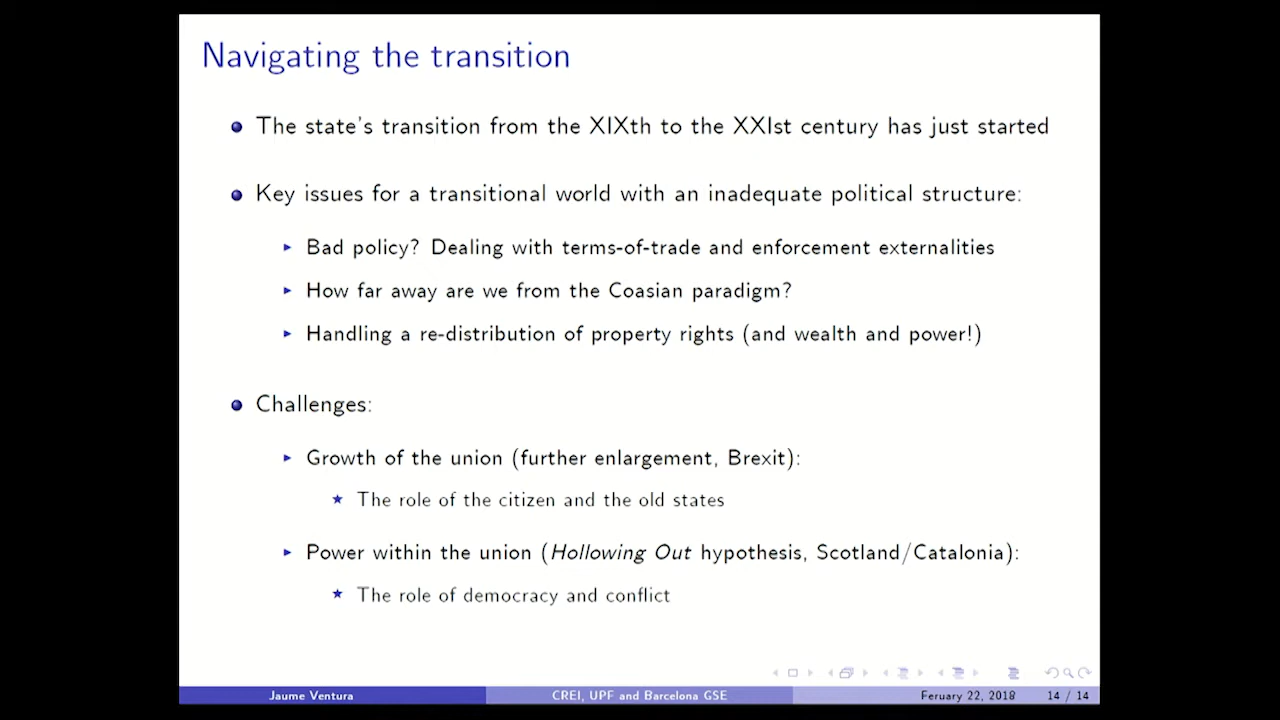 Navigating the transition
The state's transition from the XIXth to the XXIst century has just started
Key issues for a transitional world with an inadequate political structure:
Bad policy? Dealing with terms-of-trade and enforcement externalities
How far away are we from the Coasian paradigm?
Handling a re-distribution of property rights (and wealth and power!)
Challenges:
Growth of the union (further enlargement, Brexit):
The role of the citizen and the old states
Power within the union (Hollowing Out hypothesis, Scotland/Catalonia):
The role of democracy and conflict
Jaume Ventura CREI, UPF and Barcelona GSE Feruary 22, 2018 14 / 14